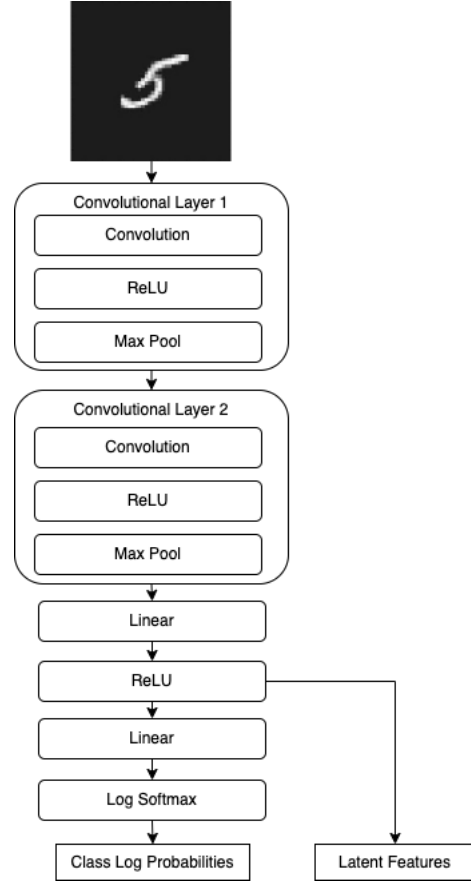 5
Convolutional Layer 1
Convolution
ReLU
Max Pool
Convolutional Layer 2
Convolution
ReLU
Max Pool
Linear
ReLU
Linear
Log Softmax
Class Log Probabilities
Latent Features